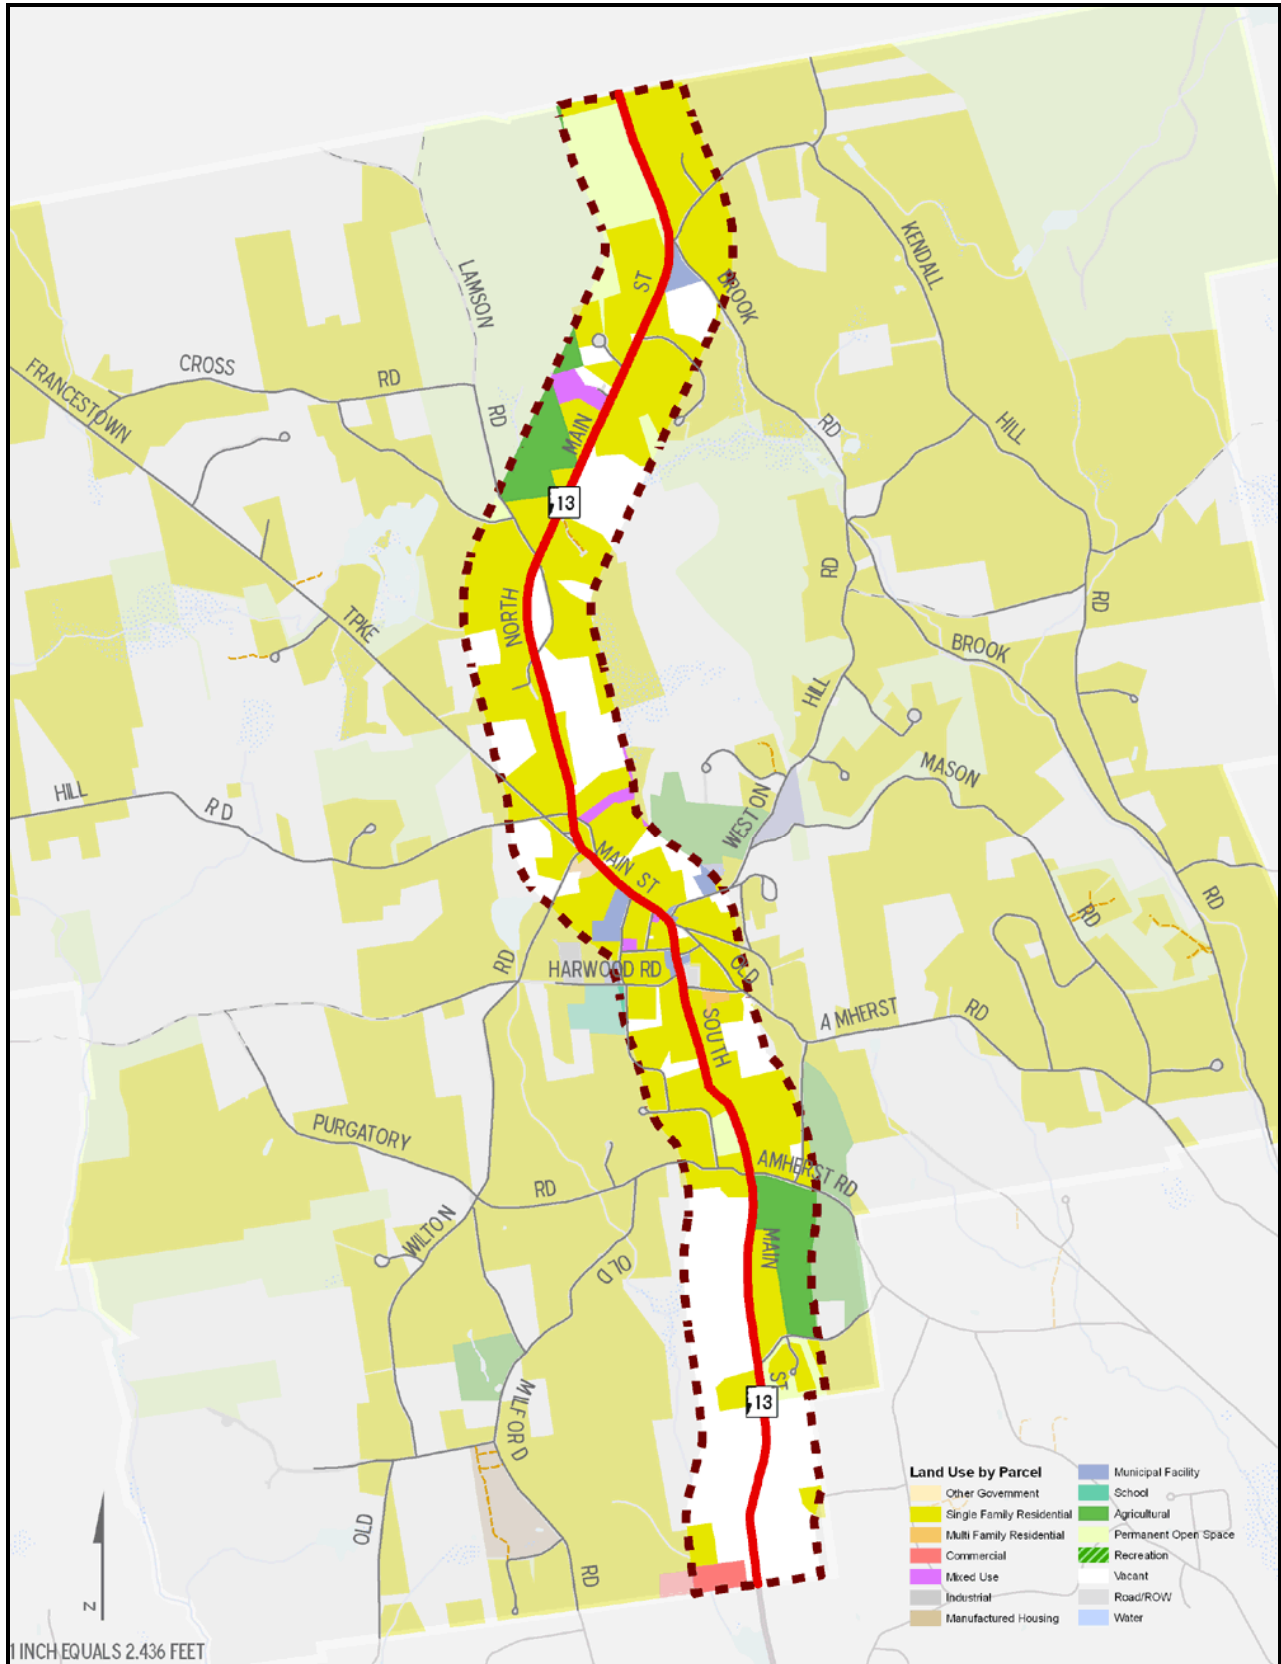 KENDALL
LAMSON
ST
BROOK
CROSS
RD
FRANCESTOWN
RD
MAIN
RD
HILL
13
RD
TPKE
NORTH
RD
BROOK
HILL
MASON
HILL
RD
WESTON
MAIN ST
RD
RD
RD
HARWOOD RD
OLD
SOUTH
AMHERST
RD
PURGATORY
AMHERST RD
RD
WILTON
MAIN
OLD
ST
13
MILFORD
OLD
RD
Land Use by Parcel
Other Government
Single Family Residential
Multi Family Residential
Commercial
Mixed Use
Industrial
Manufactured Housing
Municipal Facility
School
Agricultural
Permanent Open Space
Recreation
Vacant
Road/ROW
Water
N
1 INCH EQUALS 2.436 FEET